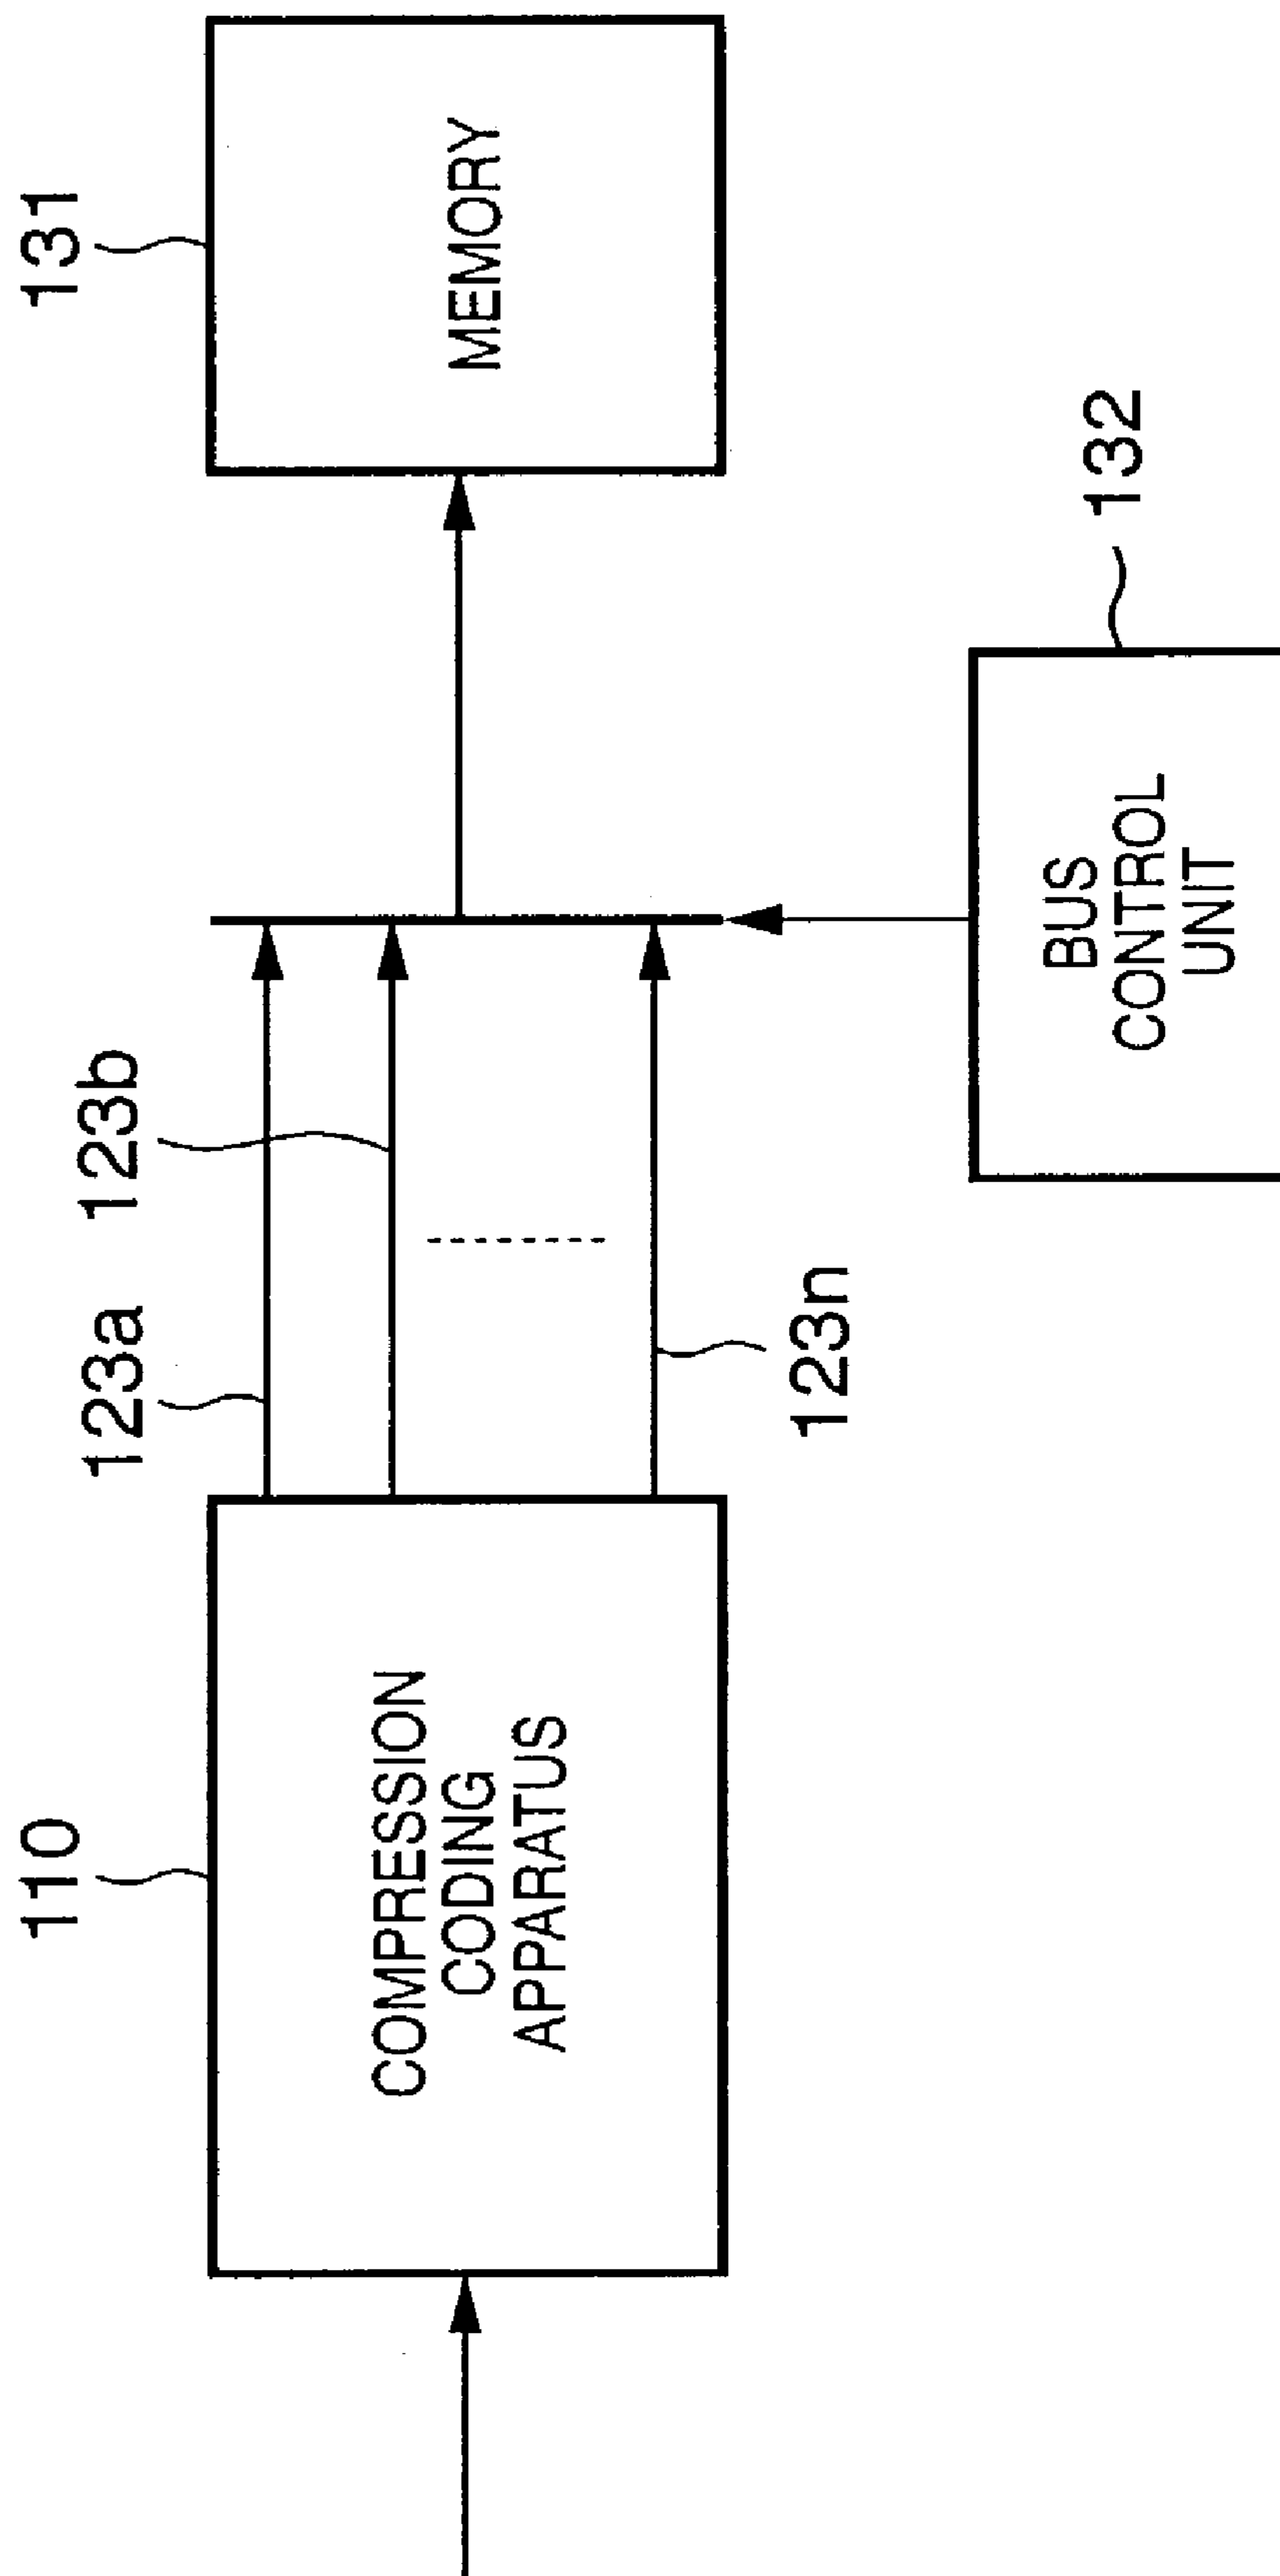 110
COMPRESSION
CODING
APPARATUS
123a
123b
123n
131
MEMORY
132
BUS
CONTROL
UNIT